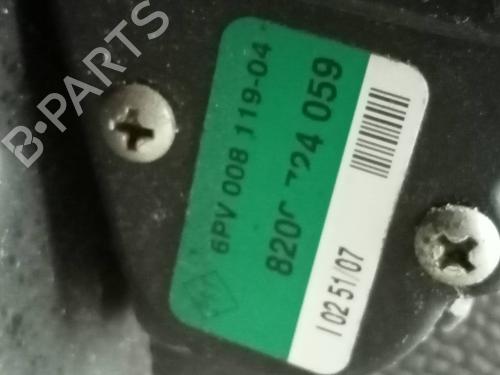 B-PARTS
6PV 008 119-04
8200 724 059
I 02 51/07